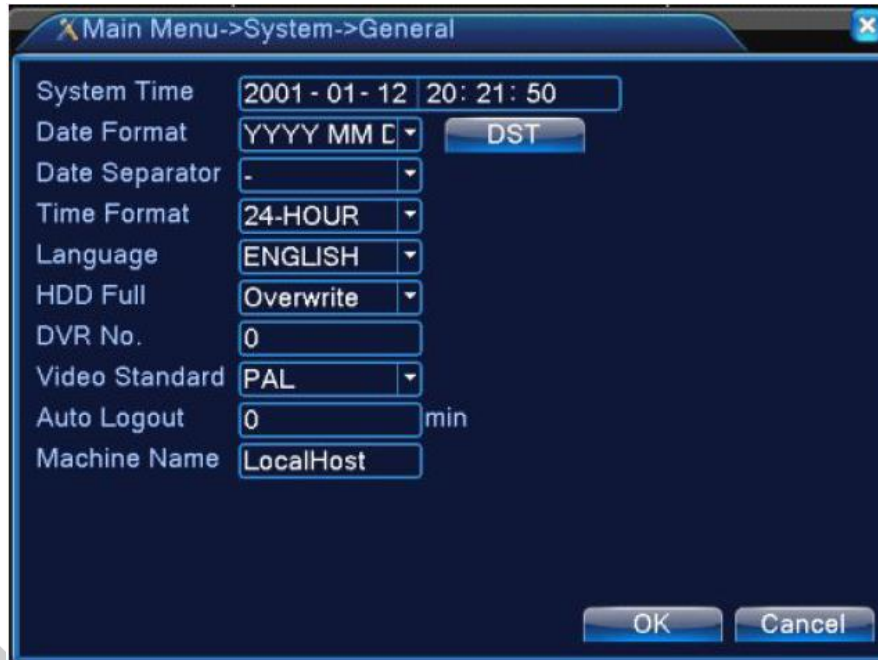 Main Menu->System->General
System Time 2001 - 01 - 12 20: 21: 50
Date Format YYYY MM D DST
Date Separator -
Time Format 24-HOUR
Language ENGLISH
HDD Full Overwrite
DVR No. 0
Video Standard PAL
Auto Logout 0 min
Machine Name LocalHost
OK Cancel